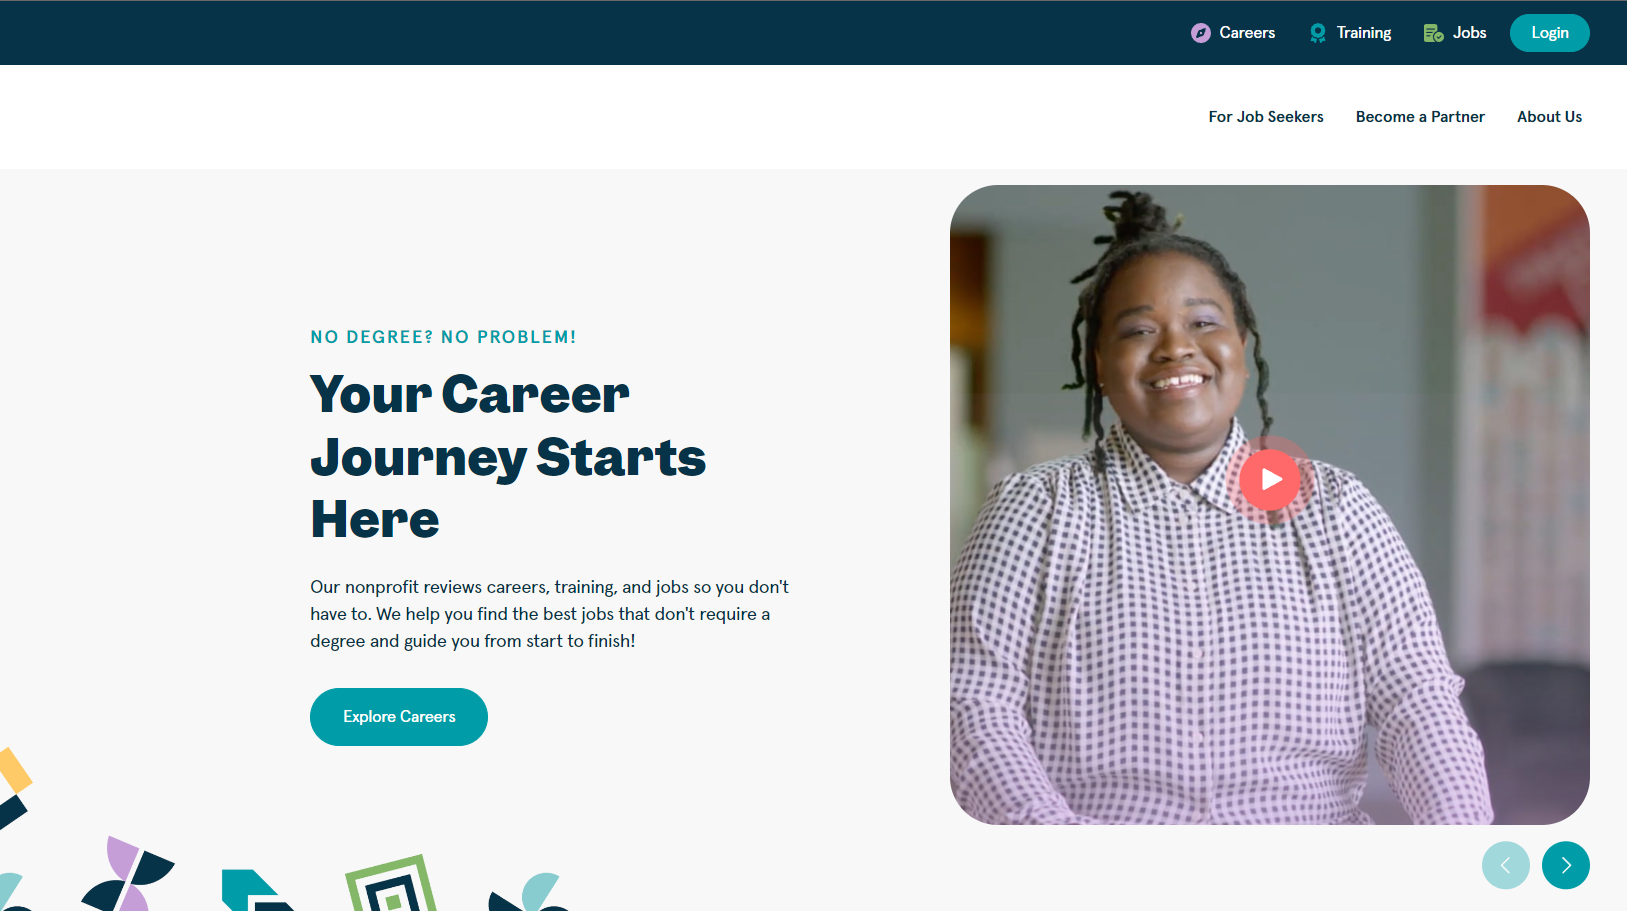 Careers Training Jobs Login
For Job Seekers Become a Partner About Us
NO DEGREE? NO PROBLEM!
Your Career
Journey Starts
Here
Our nonprofit reviews careers, training, and jobs so you don't
have to. We help you find the best jobs that don't require a
degree and guide you from start to finish!
Explore Careers